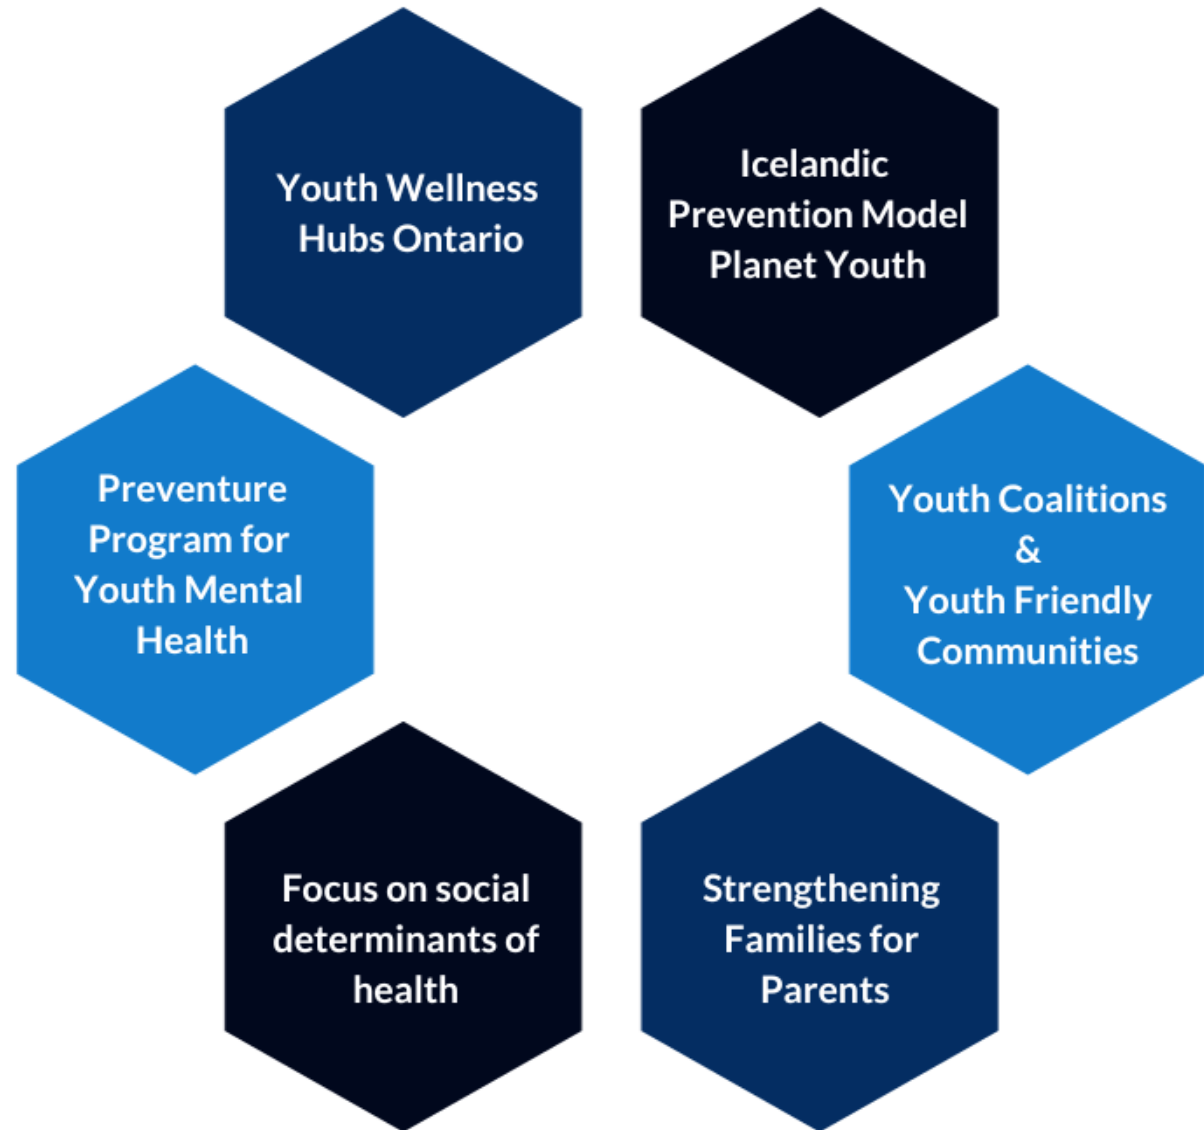 Youth Wellness
Hubs Ontario
Icelandic
Prevention Model
Planet Youth
Preventure
Program for
Youth Mental
Health
Youth Coalitions
&
Youth Friendly
Communities
Focus on social
determinants of
health
Strengthening
Families for
Parents